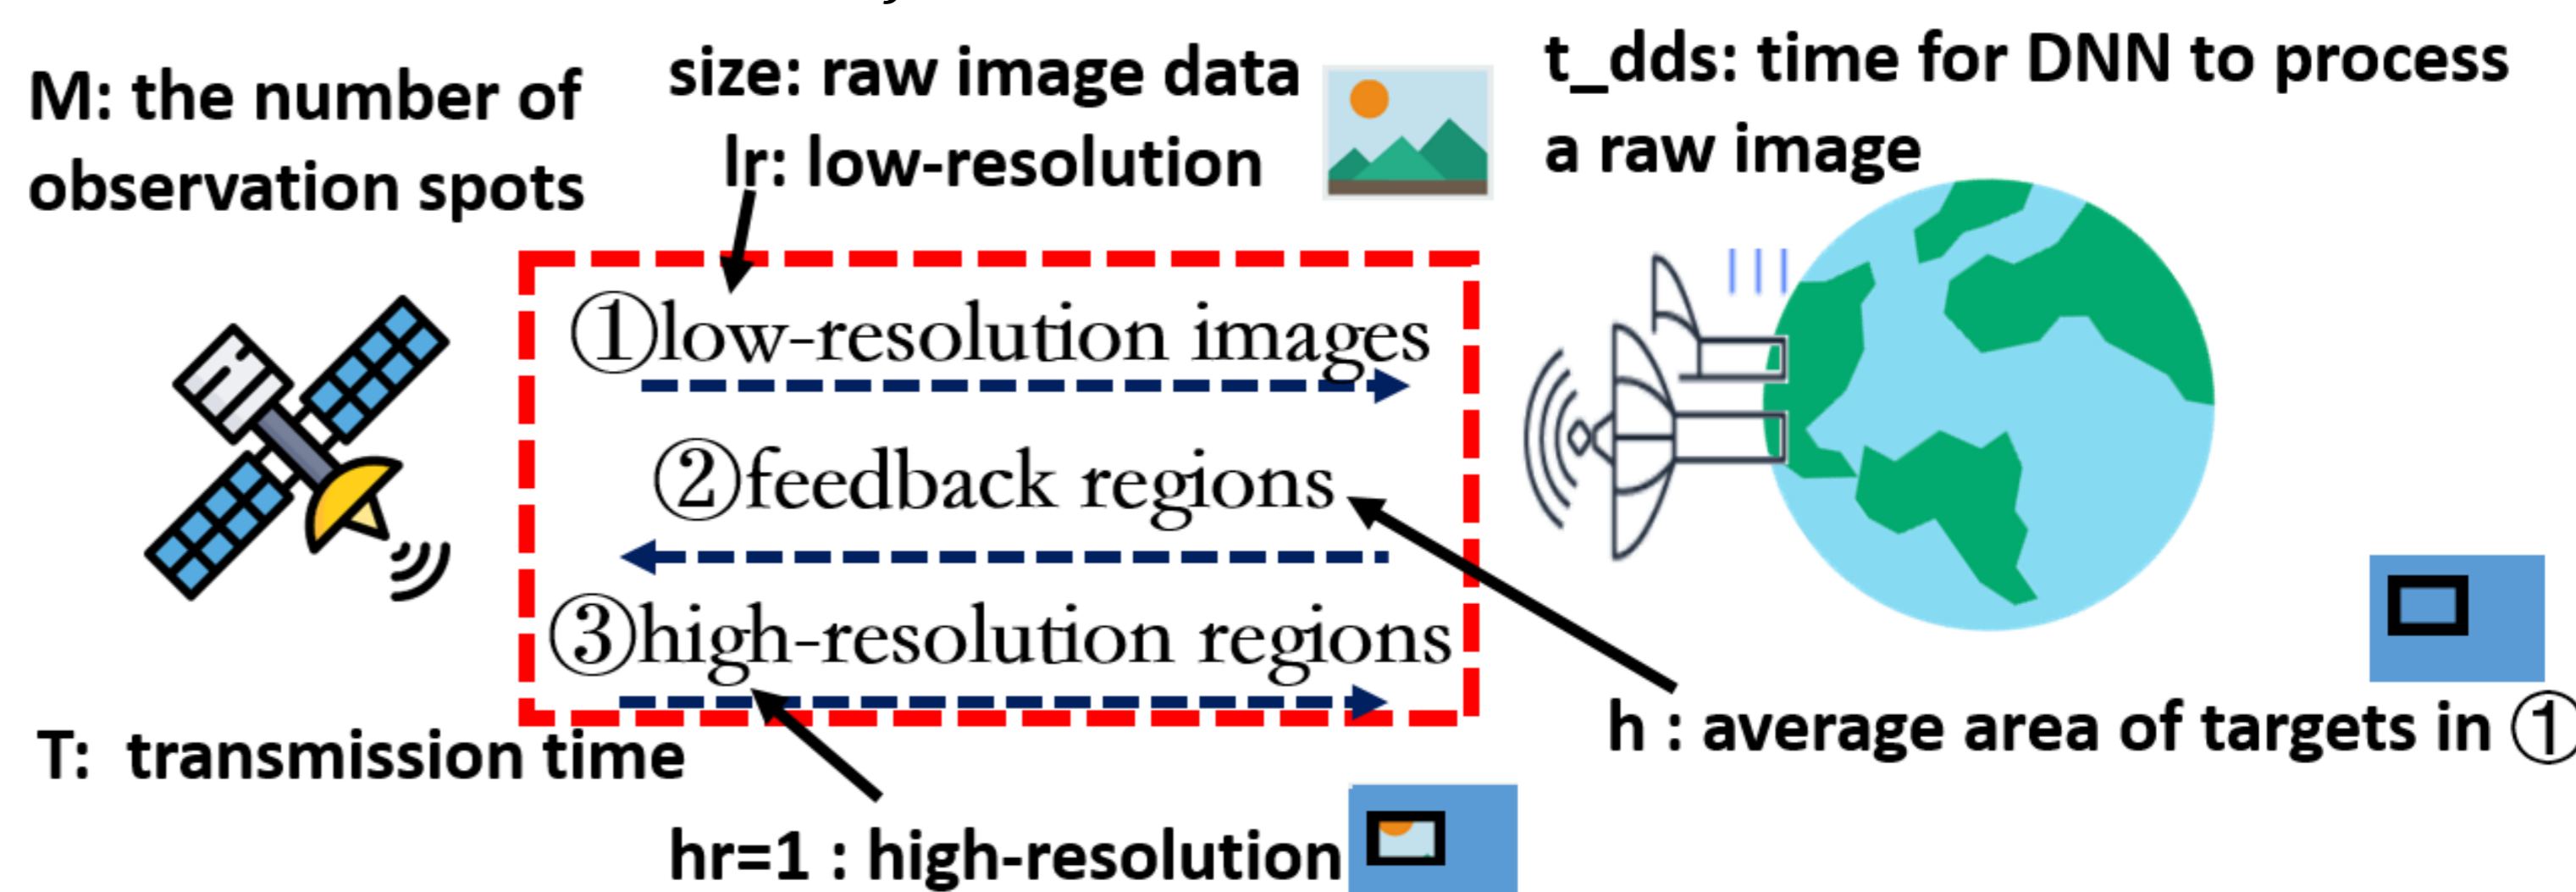 M: the number of
observation spots
size: raw image data
lr: low-resolution
t_dds: time for DNN to process
a raw image
①low-resolution images
②feedback regions
③high-resolution regions
T: transmission time
h : average area of targets in ①
hr=1 : high-resolution